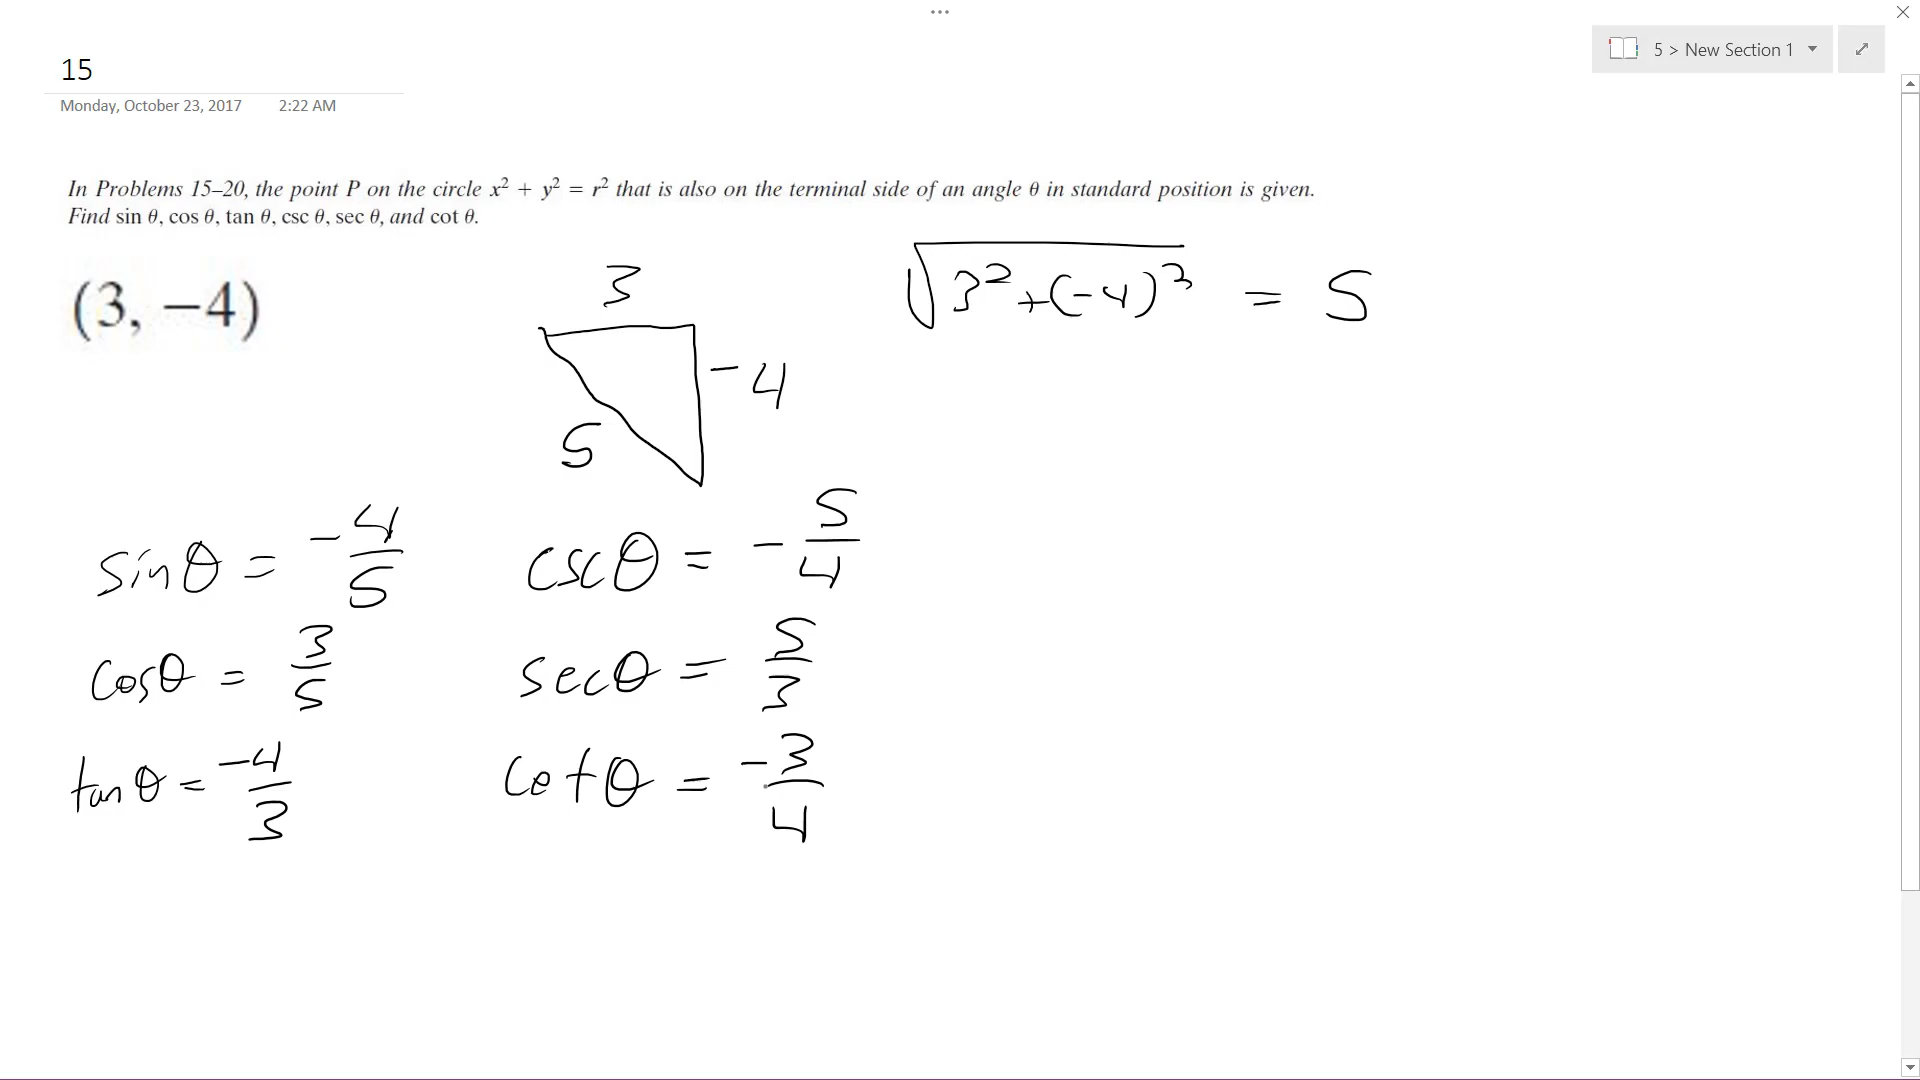 15
5 > New Section 1
Monday, October 23, 2017 2:22 AM
In Problems 15–20, the point P on the circle x² + y² = r² that is also on the terminal side of an angle θ in standard position is given.
Find sin θ, cos θ, tan θ, csc θ, sec θ, and cot θ.
(3, −4)
3
√(3² + (-4)²) = 5
-4
5
sinθ = -4/5
cscθ = -5/4
cosθ = 3/5
secθ = 5/3
tanθ = -4/3
cotθ = -3/4